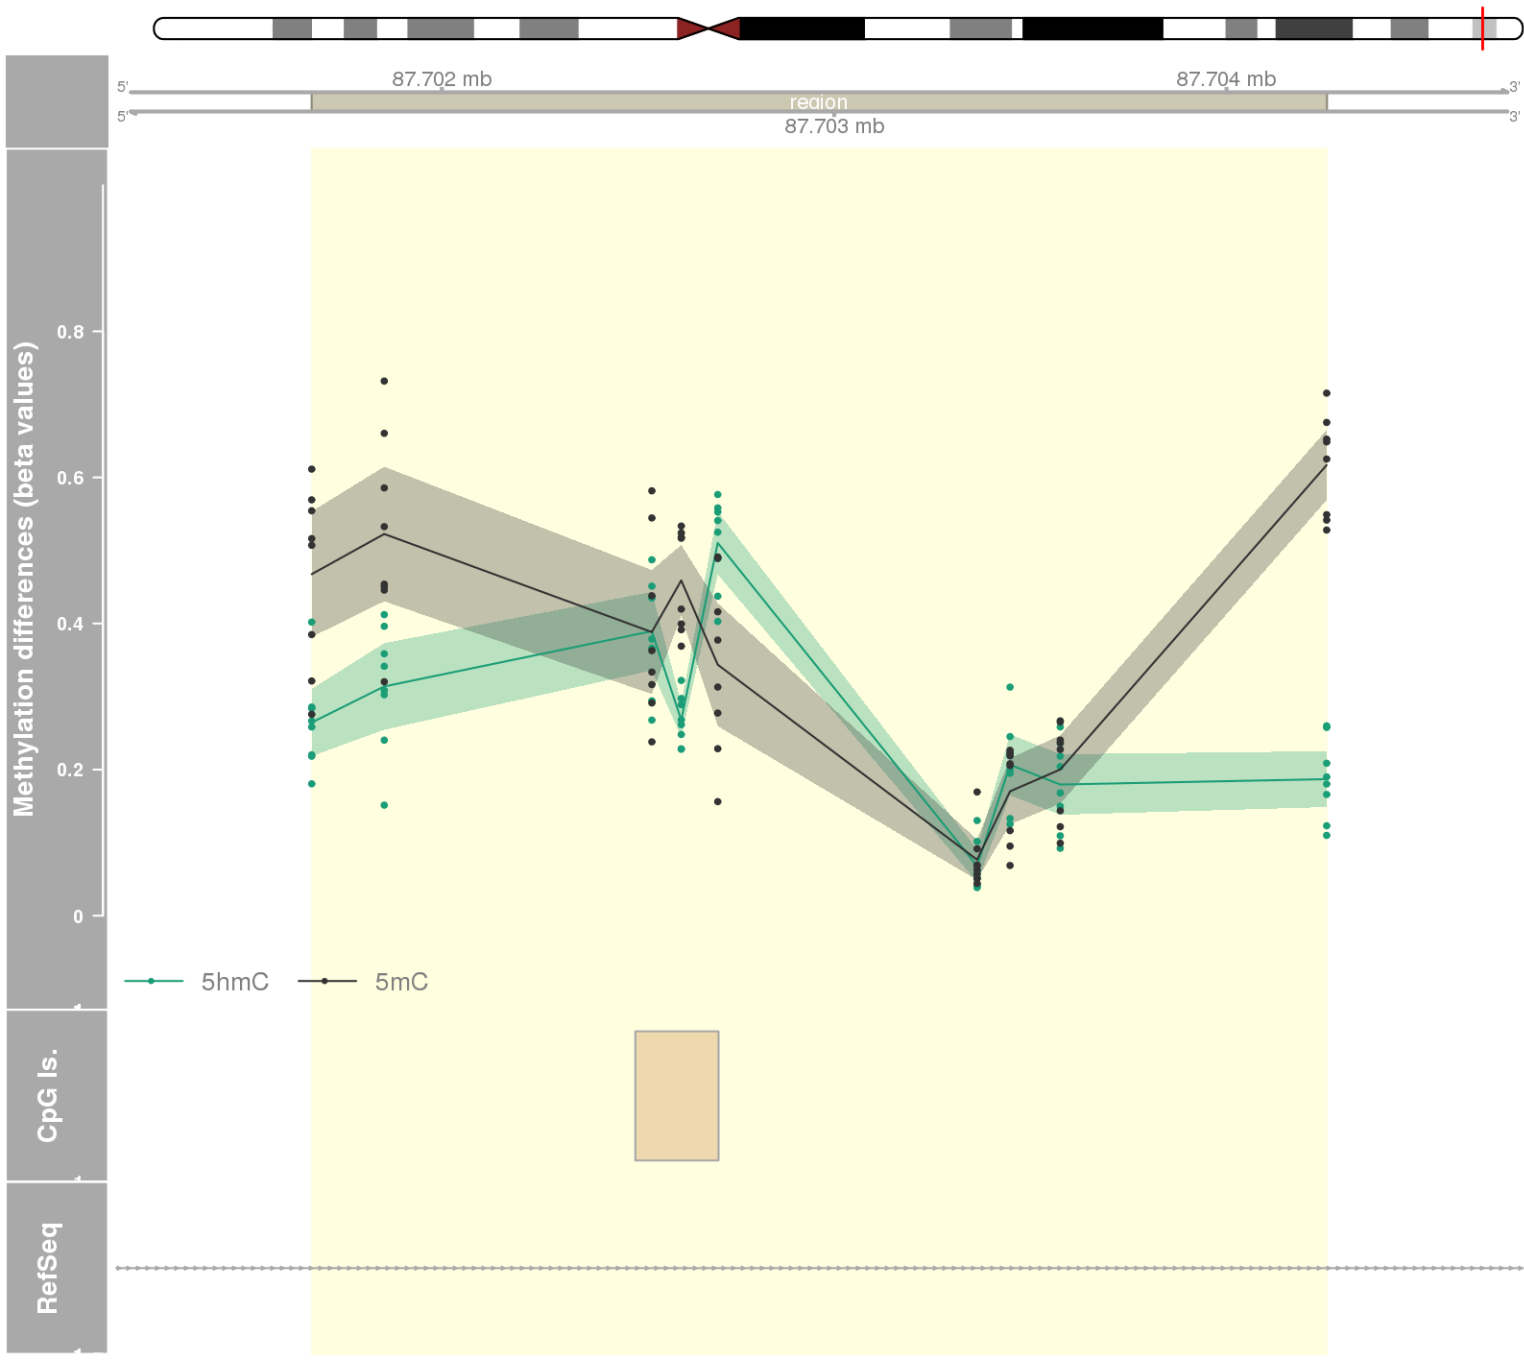 87.702 mb
87.704 mb
5'
3'
region
5'
3'
87.703 mb
Methylation differences (beta values)
0.8
0.6
0.4
0.2
0
5hmC
5mC
CpG Is.
RefSeq